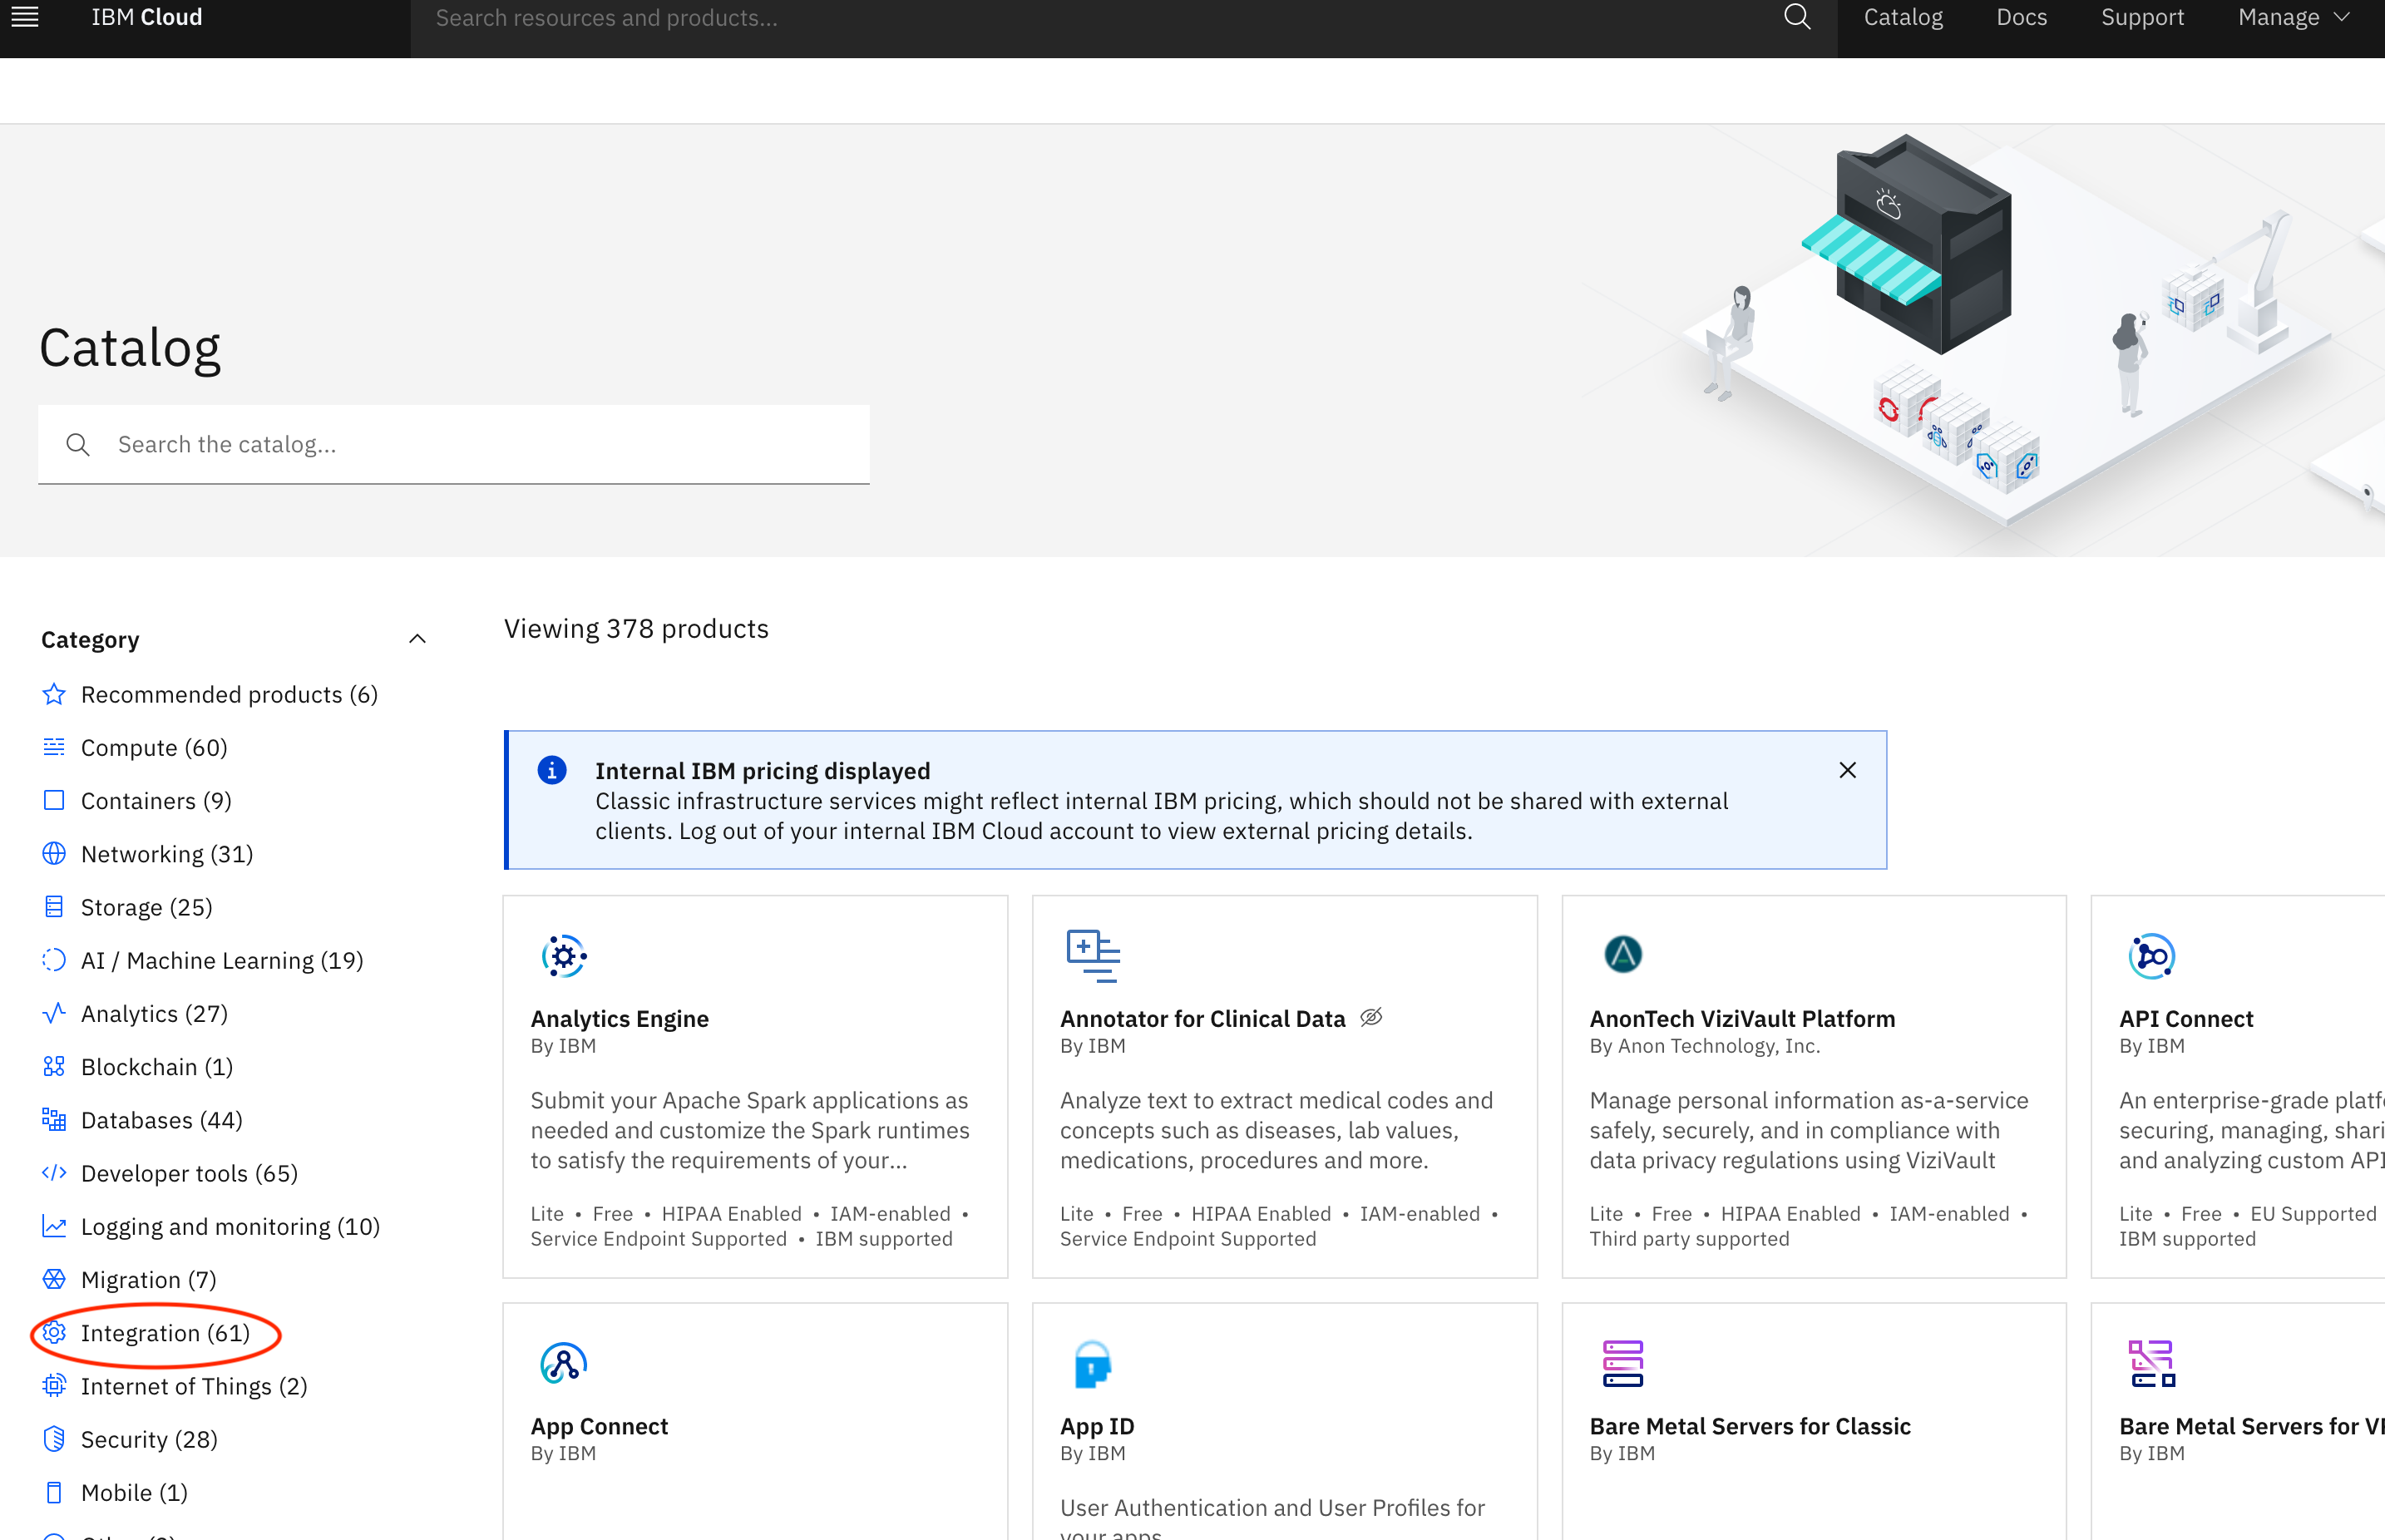 IBM Cloud
Search resources and products...
Catalog
Docs
Support
Manage
Catalog
Search the catalog...
Category
Recommended products (6)
Compute (60)
Containers (9)
Networking (31)
Storage (25)
AI / Machine Learning (19)
Analytics (27)
Blockchain (1)
Databases (44)
Developer tools (65)
Logging and monitoring (10)
Migration (7)
Integration (61)
Internet of Things (2)
Security (28)
Mobile (1)
Viewing 378 products
Internal IBM pricing displayed
Classic infrastructure services might reflect internal IBM pricing, which should not be shared with external
clients. Log out of your internal IBM Cloud account to view external pricing details.
Analytics Engine
By IBM
Submit your Apache Spark applications as
needed and customize the Spark runtimes
to satisfy the requirements of your...
Lite • Free • HIPAA Enabled • IAM-enabled •
Service Endpoint Supported • IBM supported
Annotator for Clinical Data
By IBM
Analyze text to extract medical codes and
concepts such as diseases, lab values,
medications, procedures and more.
Lite • Free • HIPAA Enabled • IAM-enabled •
Service Endpoint Supported
AnonTech ViziVault Platform
By Anon Technology, Inc.
Manage personal information as-a-service
safely, securely, and in compliance with
data privacy regulations using ViziVault
Lite • Free • HIPAA Enabled • IAM-enabled •
Third party supported
API Connect
By IBM
An enterprise-grade
securing, managing,
and analyzing custom
Lite • Free • EU Supported
IBM supported
App Connect
By IBM
App ID
By IBM
User Authentication and User Profiles for
your apps
Bare Metal Servers for Classic
By IBM
Bare Metal Servers for
By IBM